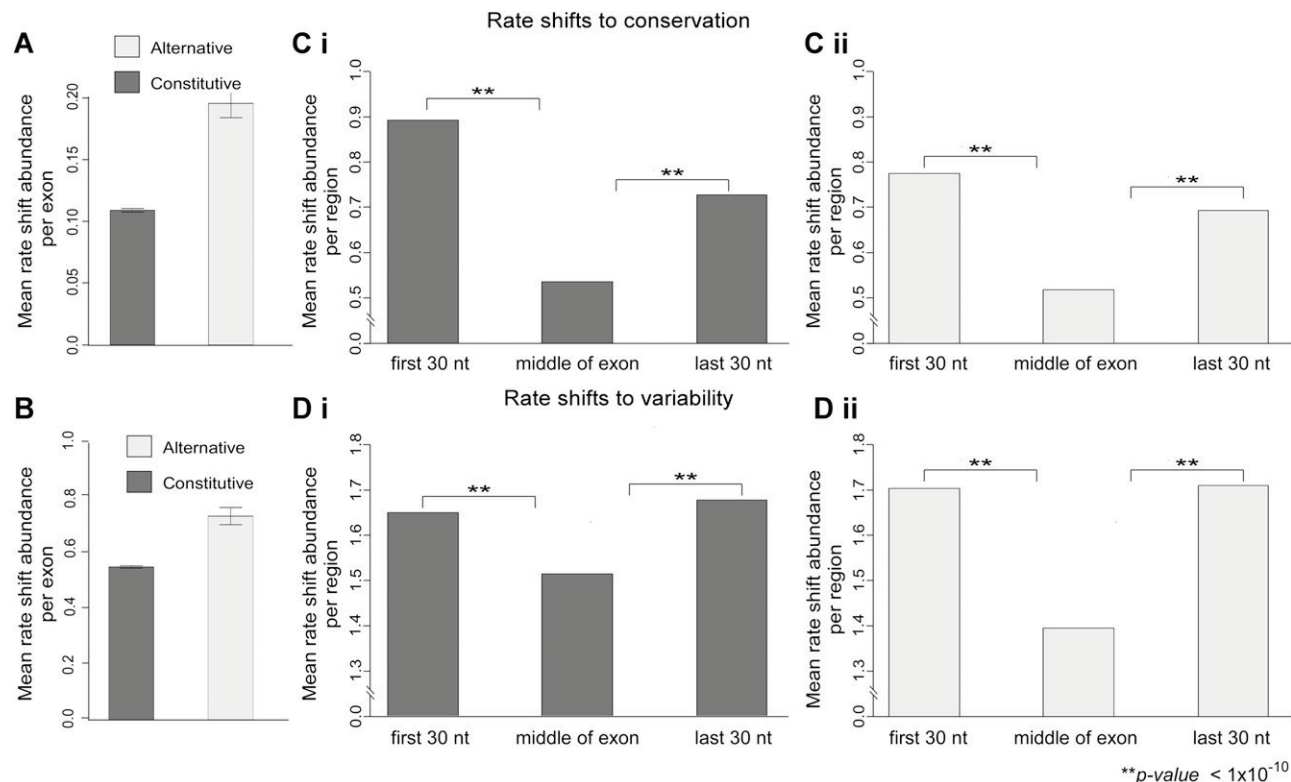 Rate shifts to conservation
A
Alternative
Constitutive
Mean rate shift abundance
per exon
0.20
0.15
0.10
0.05
0.0
C i
Mean rate shift abundance
per region
1.0
0.9
0.8
0.7
0.6
0.5
0.0
**
**
first 30 nt
middle of exon
last 30 nt
C ii
Mean rate shift abundance
per region
1.0
0.9
0.8
0.7
0.6
0.5
0.0
**
**
first 30 nt
middle of exon
last 30 nt
Rate shifts to variability
B
Alternative
Constitutive
Mean rate shift abundance
per exon
1.0
0.8
0.6
0.4
0.2
0.0
D i
Mean rate shift abundance
per region
1.8
1.7
1.6
1.5
1.4
1.3
0.0
**
**
first 30 nt
middle of exon
last 30 nt
D ii
Mean rate shift abundance
per region
1.8
1.7
1.6
1.5
1.4
1.3
0.0
**
**
first 30 nt
middle of exon
last 30 nt
**p-value < 1x10⁻¹⁰